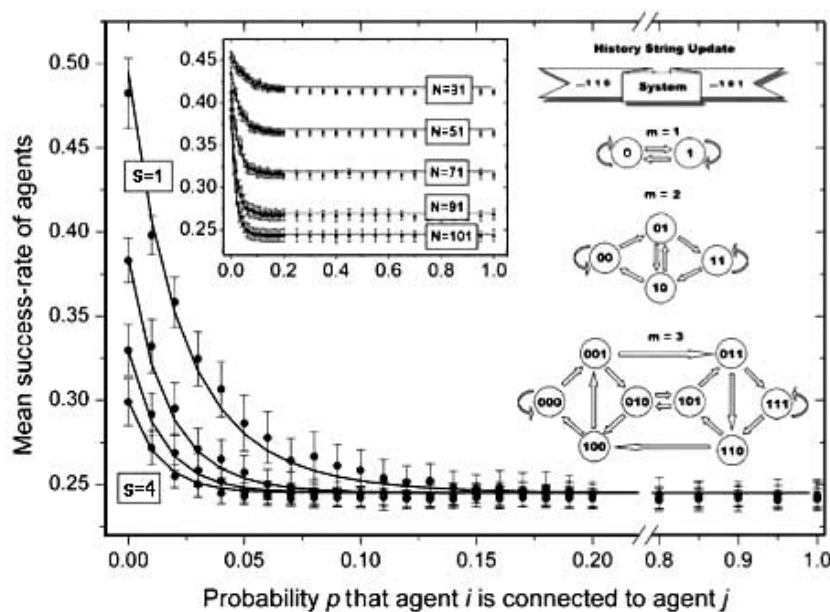 0.50
0.45
0.40
0.35
0.30
0.25
Mean success-rate of agents
0.00 0.05 0.10 0.15 0.20 0.8 0.9 1.0
Probability p that agent i is connected to agent j
S=1
S=4
0.45
0.40
0.35
0.30
0.25
0.0 0.2 0.4 0.6 0.8 1.0
N=31
N=51
N=71
N=91
N=101
History String Update
...110 System ...101
m = 1
0 1
m = 2
01
00 11
10
m = 3
001 011
000 010 101 111
100 110